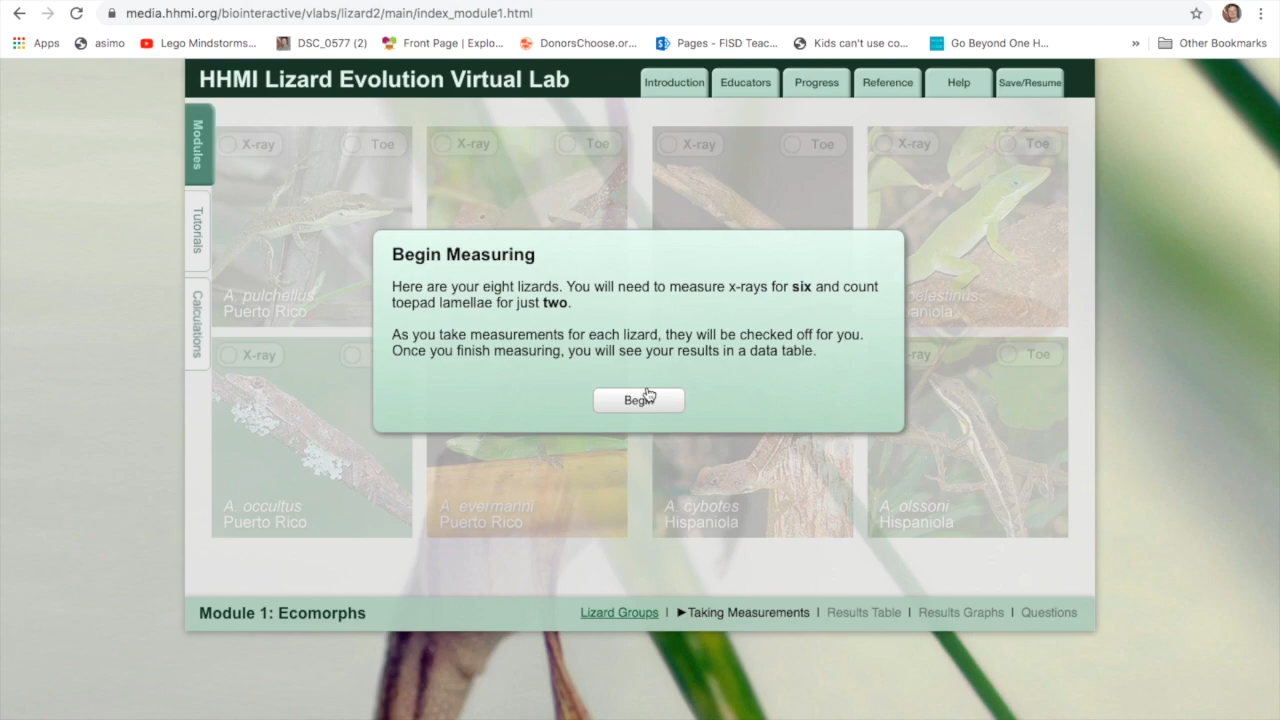 media.hhmi.org/biointeractive/vlabs/lizard2/main/index_module1.html
Apps asimo Lego Mindstorms... DSC_0577 (2) Front Page | Explo... DonorsChoose.or... Pages - FISD Teac... Kids can't use co... Go Beyond One H... » Other Bookmarks
HHMI Lizard Evolution Virtual Lab
Introduction Educators Progress Reference Help Save/Resume
Modules
Tutorials
Calculations
X-ray Toe X-ray Toe X-ray Toe X-ray Toe
Begin Measuring
Here are your eight lizards. You will need to measure x-rays for six and count
toepad lamellae for just two.
As you take measurements for each lizard, they will be checked off for you.
Once you finish measuring, you will see your results in a data table.
Begin
A. pulchellus
Puerto Rico
X-ray
Toe
A. occultus
Puerto Rico
A. evermanni
Puerto Rico
A. cybotes
Hispaniola
A. olssoni
Hispaniola
Module 1: Ecomorphs
Lizard Groups | ▶Taking Measurements | Results Table | Results Graphs | Questions